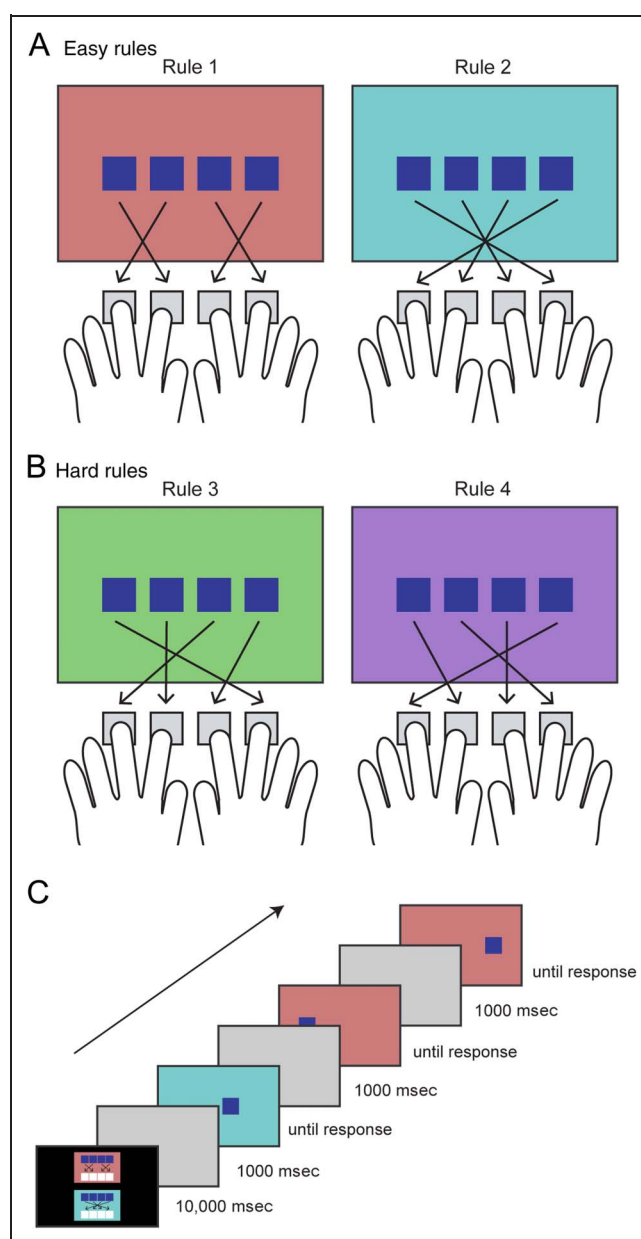 A Easy rules
Rule 1 Rule 2
B Hard rules
Rule 3 Rule 4
C
until response
1000 msec
until response
1000 msec
until response
1000 msec
10,000 msec